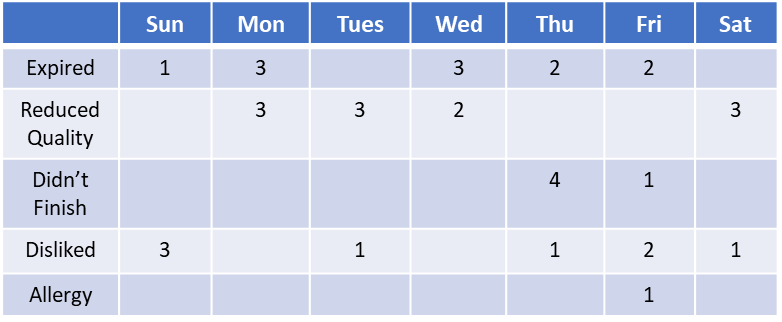 Sun Mon Tues Wed Thu Fri Sat
Expired 1 3 3 2 2
Reduced
Quality 3 3 2 3
Didn't
Finish 4 1
Disliked 3 1 1 2 1
Allergy 1